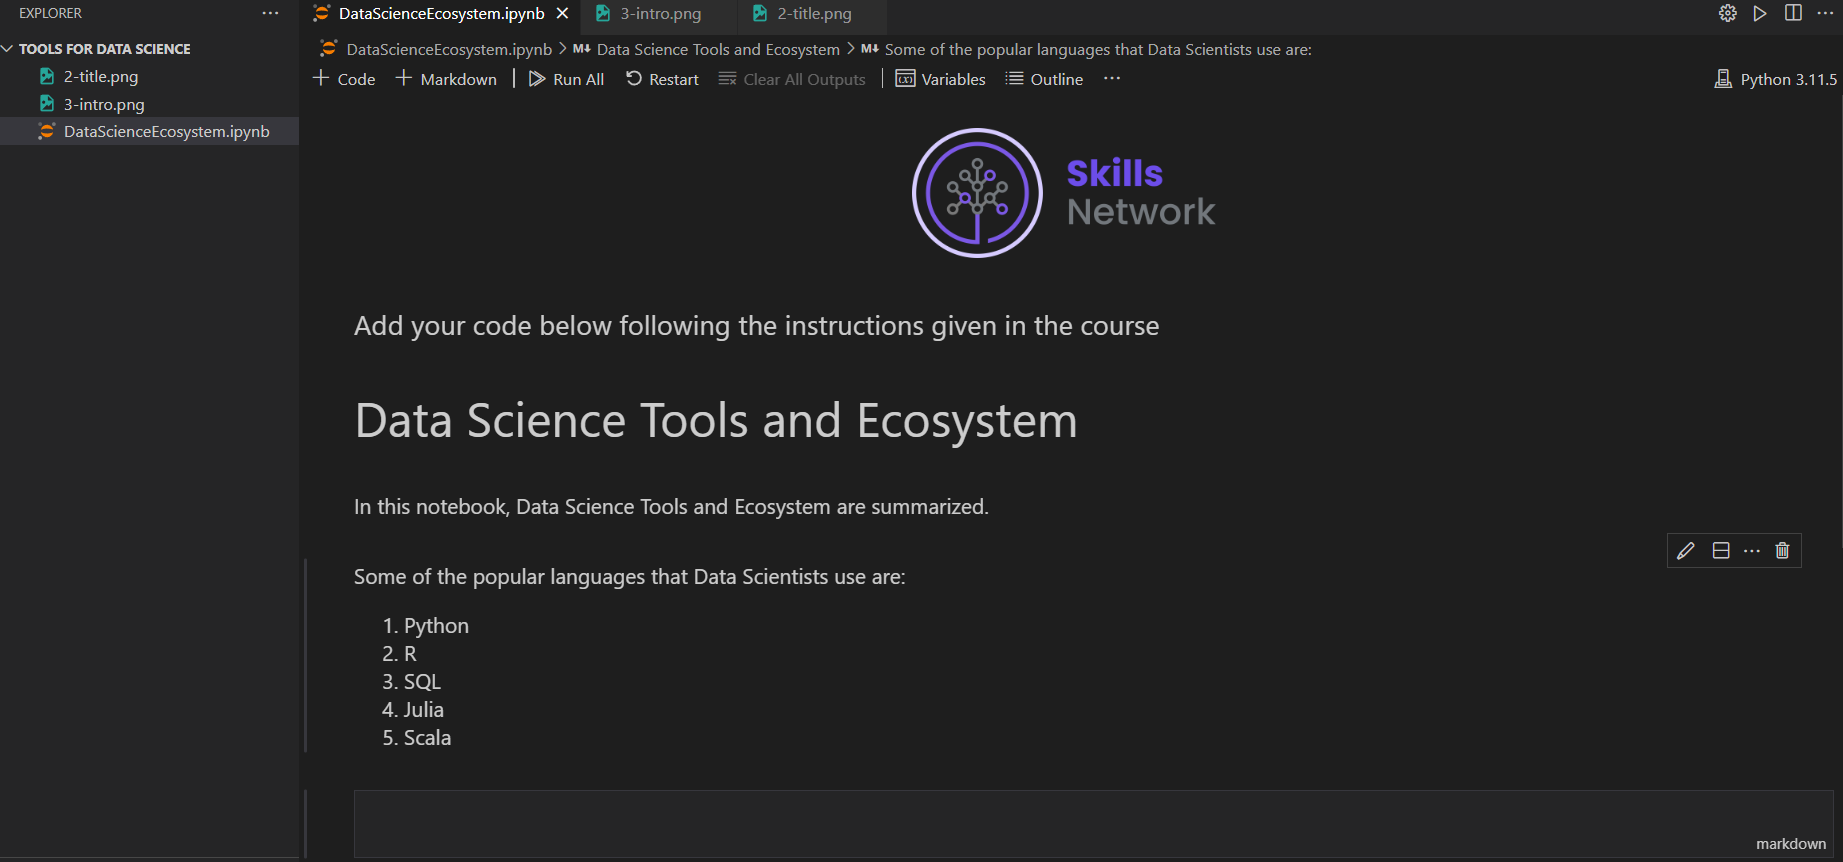 EXPLORER
TOOLS FOR DATA SCIENCE
2-title.png
3-intro.png
DataScienceEcosystem.ipynb
DataScienceEcosystem.ipynb 3-intro.png 2-title.png
DataScienceEcosystem.ipynb > M↓ Data Science Tools and Ecosystem > M↓ Some of the popular languages that Data Scientists use are:
+ Code + Markdown | Run All Restart Clear All Outputs | Variables Outline ··· Python 3.11.5
Skills
Network
Add your code below following the instructions given in the course
Data Science Tools and Ecosystem
In this notebook, Data Science Tools and Ecosystem are summarized.
Some of the popular languages that Data Scientists use are:
1. Python
2. R
3. SQL
4. Julia
5. Scala
markdown